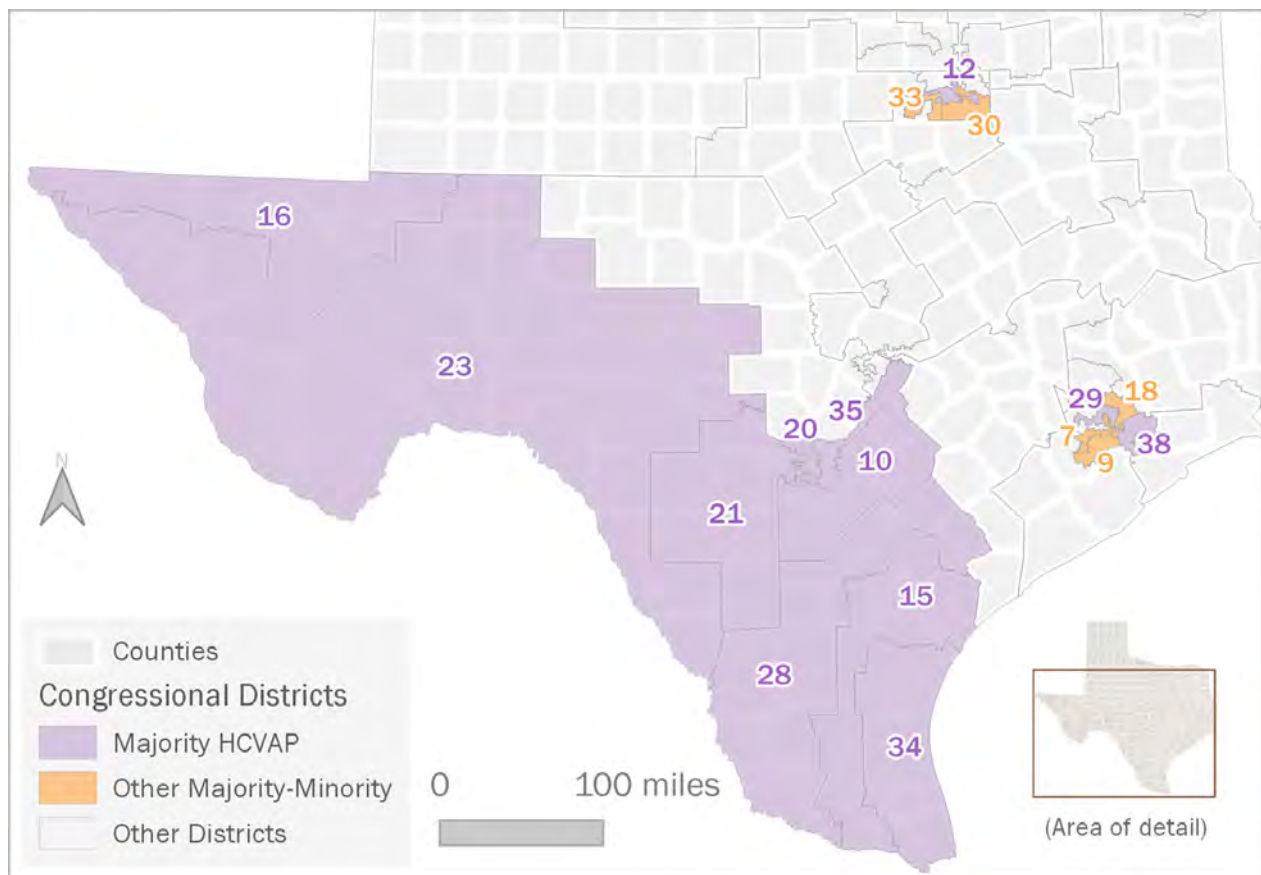 12
33
30
16
23
35
20
10
29
18
7
38
9
N
21
15
28
34
Counties
Congressional Districts
Majority HCVAP
Other Majority-Minority
Other Districts
0 100 miles
(Area of detail)